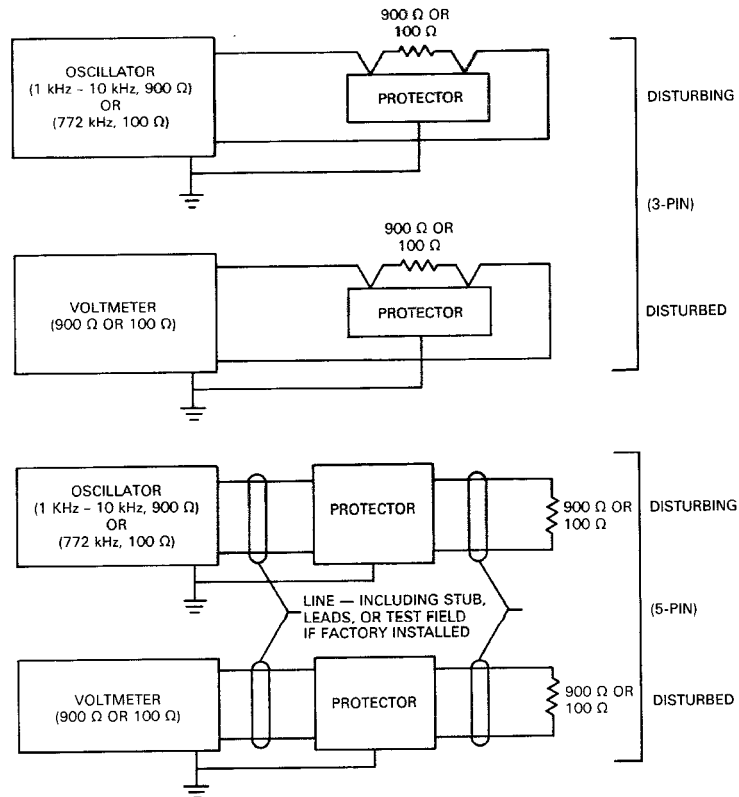 900 Ω OR
100 Ω
OSCILLATOR
(1 kHz – 10 kHz, 900 Ω)
OR
(772 kHz, 100 Ω)
PROTECTOR
DISTURBING
(3-PIN)
900 Ω OR
100 Ω
VOLTMETER
(900 Ω OR 100 Ω)
PROTECTOR
DISTURBED
OSCILLATOR
(1 KHz – 10 kHz, 900 Ω)
OR
(772 kHz, 100 Ω)
PROTECTOR
900 Ω OR
100 Ω
DISTURBING
LINE — INCLUDING STUB,
LEADS, OR TEST FIELD
IF FACTORY INSTALLED
(5-PIN)
VOLTMETER
(900 Ω OR 100 Ω)
PROTECTOR
900 Ω OR
100 Ω
DISTURBED